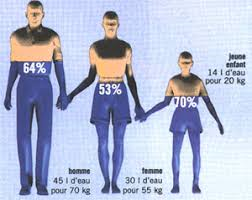 64%
53%
70%
jeune
enfant
14 l d'eau
pour 20 kg
homme
45 l d'eau
pour 70 kg
femme
30 l d'eau
pour 55 kg